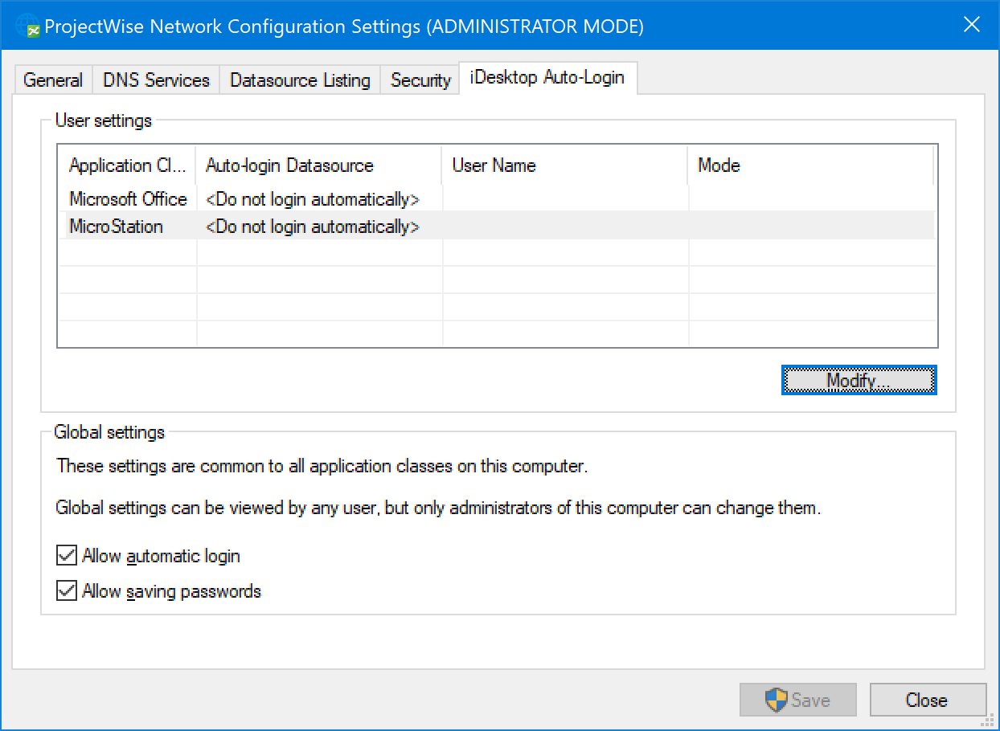 ProjectWise Network Configuration Settings (ADMINISTRATOR MODE)
General DNS Services Datasource Listing Security iDesktop Auto-Login
User settings
Application Cl... Auto-login Datasource User Name Mode
Microsoft Office <Do not login automatically>
MicroStation <Do not login automatically>
Modify...
Global settings
These settings are common to all application classes on this computer.
Global settings can be viewed by any user, but only administrators of this computer can change them.
Allow automatic login
Allow saving passwords
Save Close